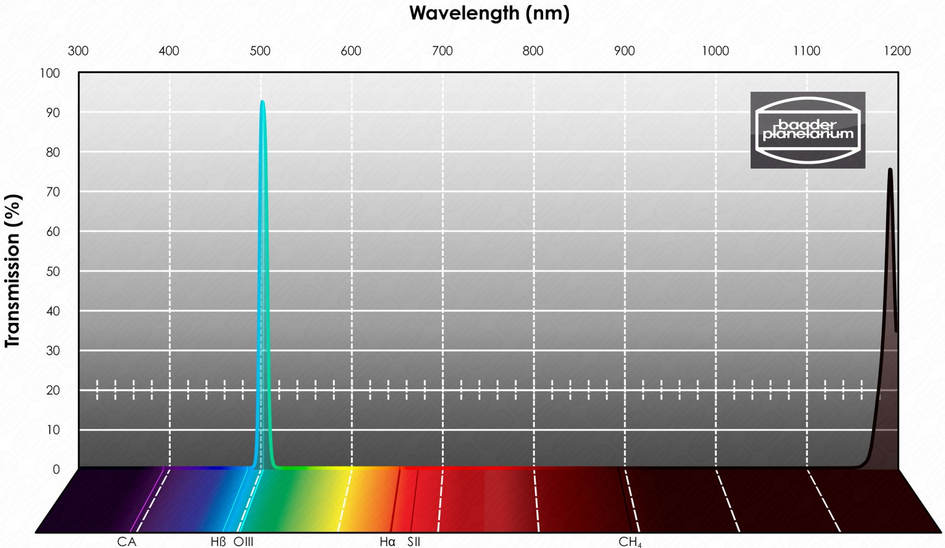 Wavelength (nm)
300 400 500 600 700 800 900 1000 1100 1200
100
90
80
70
60
50
40
30
20
10
0
Transmission (%)
baader
planetarium
CA Hß OIII Hα SII CH₄